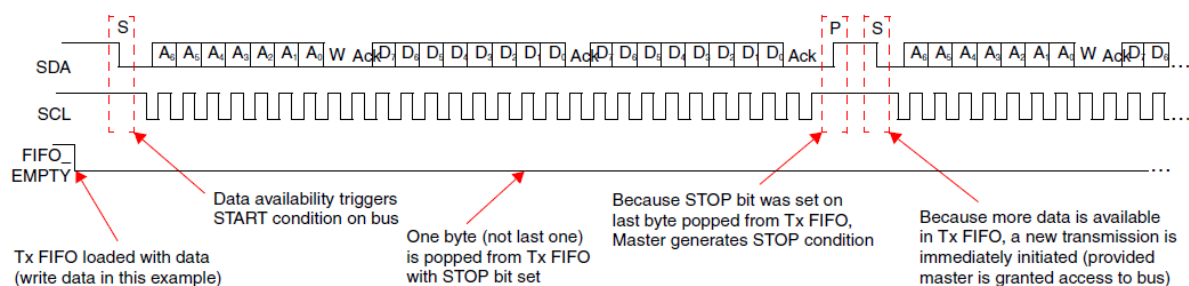 S P S
SDA A6 A5 A4 A3 A2 A1 A0 W Ack D7 D6 D5 D4 D3 D2 D1 D0 Ack D7 D6 D5 D4 D3 D2 D1 D0 Ack A6 A5 A4 A3 A2 A1 A0 W Ack D7 D6 ...
SCL ...
FIFO_
EMPTY ...
Data availability triggers
START condition on bus
Tx FIFO loaded with data
(write data in this example)
One byte (not last one)
is popped from Tx FIFO
with STOP bit set
Because STOP bit was set on
last byte popped from Tx FIFO,
Master generates STOP condition
Because more data is available
in Tx FIFO, a new transmission is
immediately initiated (provided
master is granted access to bus)